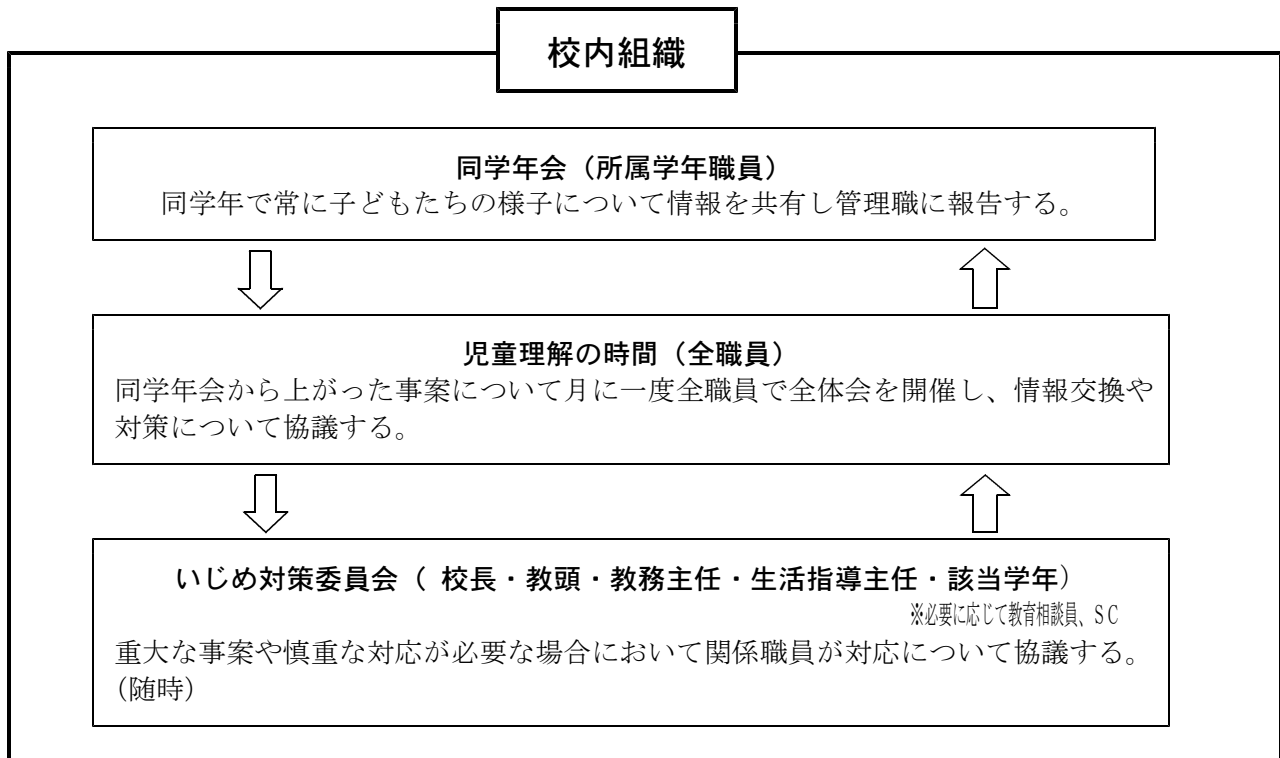 校内組織
同学年会（所属学年職員）
同学年で常に子どもたちの様子について情報を共有し管理職に報告する。
児童理解の時間（全職員）
同学年会から上がった事案について月に一度全職員で全体会を開催し、情報交換や
対策について協議する。
いじめ対策委員会（ 校長・教頭・教務主任・生活指導主任・該当学年）
※必要に応じて教育相談員、ＳＣ
重大な事案や慎重な対応が必要な場合において関係職員が対応について協議する。
（随時）